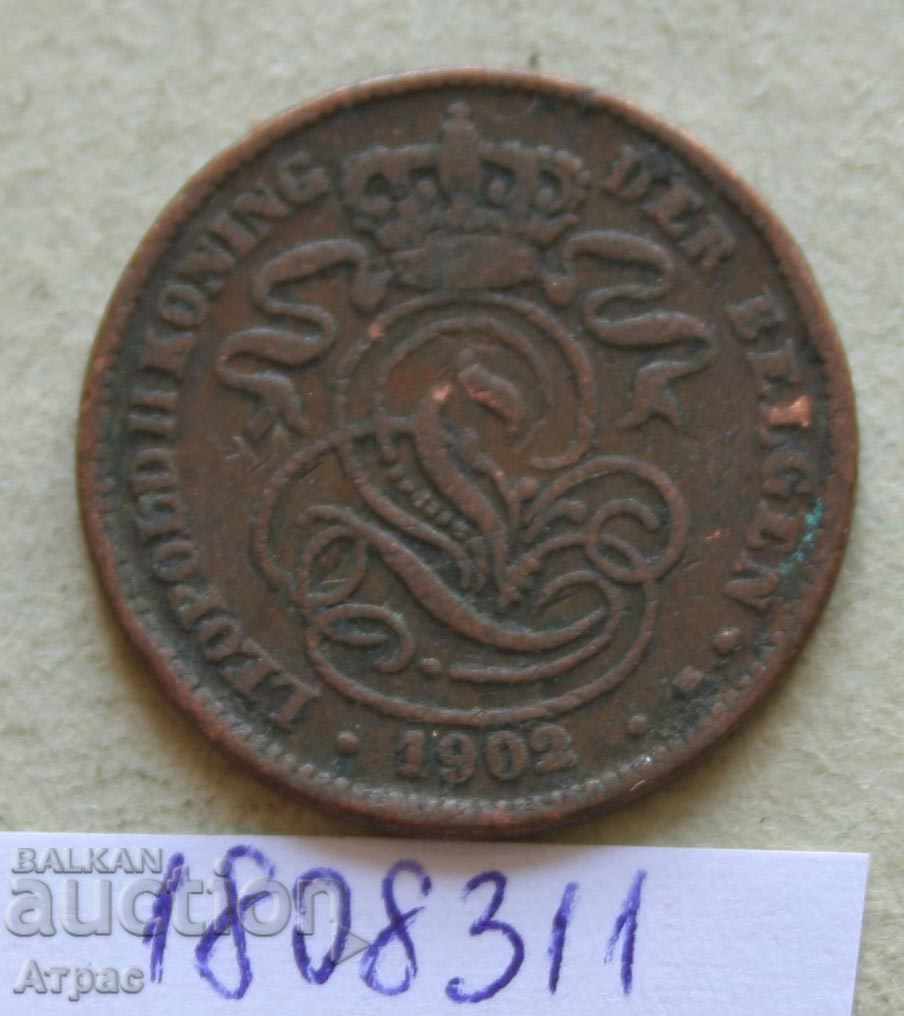 LEOPOLD II KONING DER BELGEN
1902
BALKAN
auction
1808311
Атрас